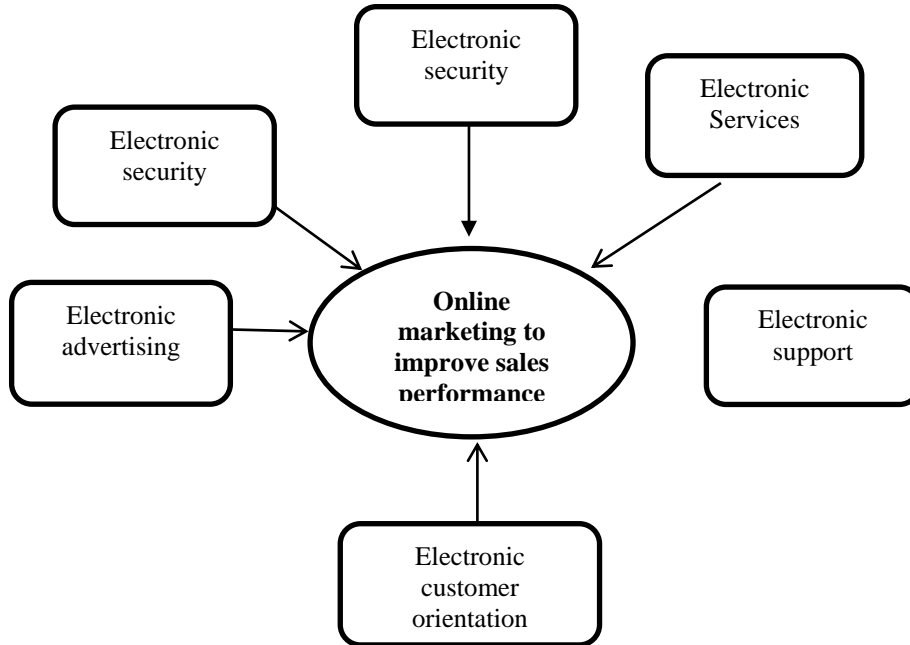 Electronic
security
Electronic
Services
Electronic
security
Electronic
advertising
Online
marketing to
improve sales
performance
Electronic
support
Electronic
customer
orientation